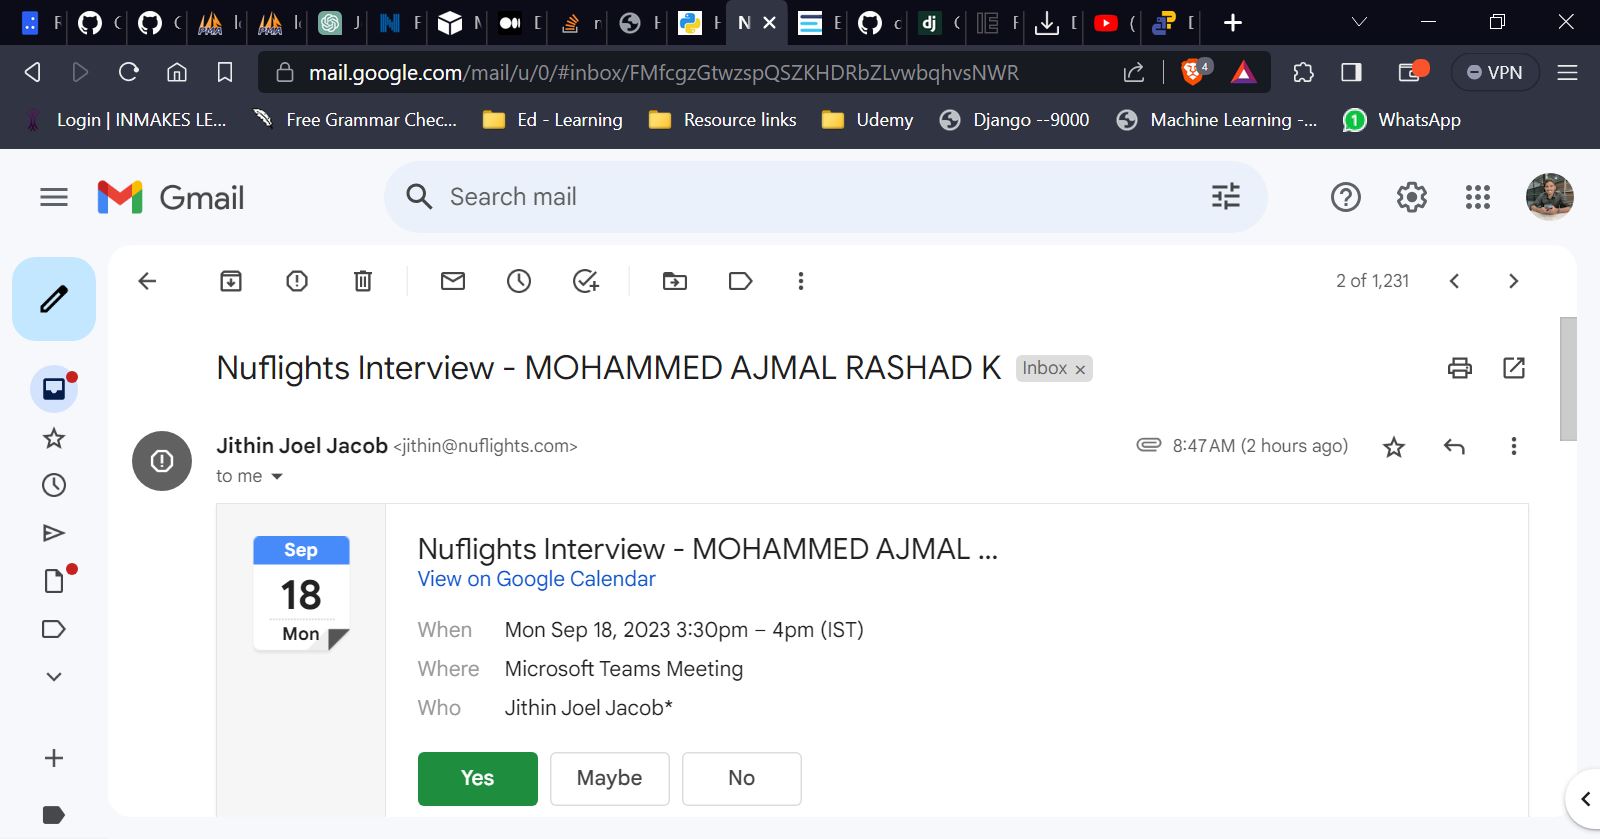 mail.google.com/mail/u/0/#inbox/FMfcgzGtwzspQSZKHDRbZLvwbqhvsNWR
4
VPN
Login | INMAKES LE...
Free Grammar Chec...
Ed - Learning
Resource links
Udemy
Django --9000
Machine Learning -...
1
WhatsApp
Gmail
Search mail
2 of 1,231
Nuflights Interview - MOHAMMED AJMAL RASHAD K
Inbox ×
Jithin Joel Jacob <jithin@nuflights.com>
8:47 AM (2 hours ago)
to me
Sep
18
Mon
Nuflights Interview - MOHAMMED AJMAL ...
View on Google Calendar
When Mon Sep 18, 2023 3:30pm – 4pm (IST)
Where Microsoft Teams Meeting
Who Jithin Joel Jacob*
Yes
Maybe
No